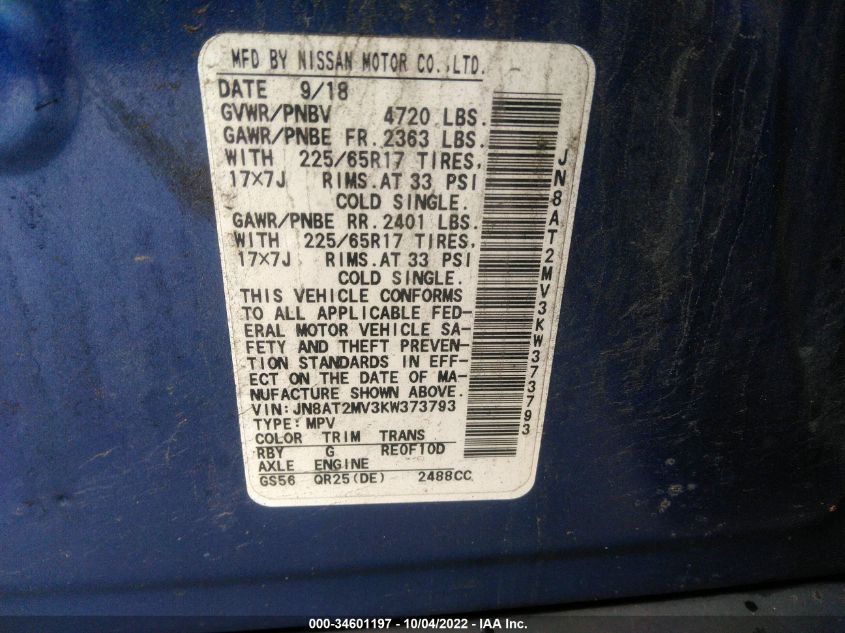 MFD BY NISSAN MOTOR CO.,LTD.
DATE 9/18
GVWR/PNBV 4720 LBS.
GAWR/PNBE FR. 2363 LBS.
WITH 225/65R17 TIRES,
17×7J RIMS.AT 33 PSI
COLD SINGLE.
GAWR/PNBE RR. 2401 LBS.
WITH 225/65R17 TIRES,
17×7J RIMS.AT 33 PSI
COLD SINGLE.
THIS VEHICLE CONFORMS
TO ALL APPLICABLE FED-
ERAL MOTOR VEHICLE SA-
FETY AND THEFT PREVEN-
TION STANDARDS IN EFF-
ECT ON THE DATE OF MA-
NUFACTURE SHOWN ABOVE.
VIN:JN8AT2MV3KW373793
TYPE:MPV
COLOR TRIM TRANS
RBY G RE0F10D
AXLE ENGINE
GS56 QR25(DE) 2488CC
JN8AT2MV3KW373793
000-34601197 - 10/04/2022 - IAA Inc.